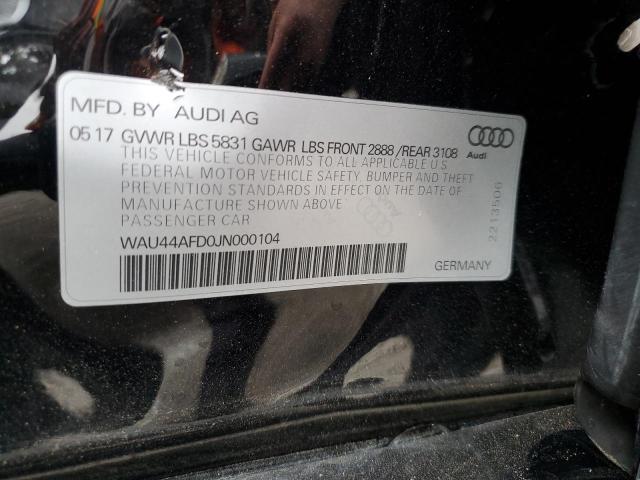 MFD. BY AUDI AG
05 17 GVWR LBS 5831 GAWR LBS FRONT 2888 / REAR 3108
THIS VEHICLE CONFORMS TO ALL APPLICABLE U.S.
FEDERAL MOTOR VEHICLE SAFETY, BUMPER AND THEFT
PREVENTION STANDARDS IN EFFECT ON THE DATE OF
MANUFACTURE SHOWN ABOVE
PASSENGER CAR
WAU44AFD0JN000104
Audi
2213506
GERMANY